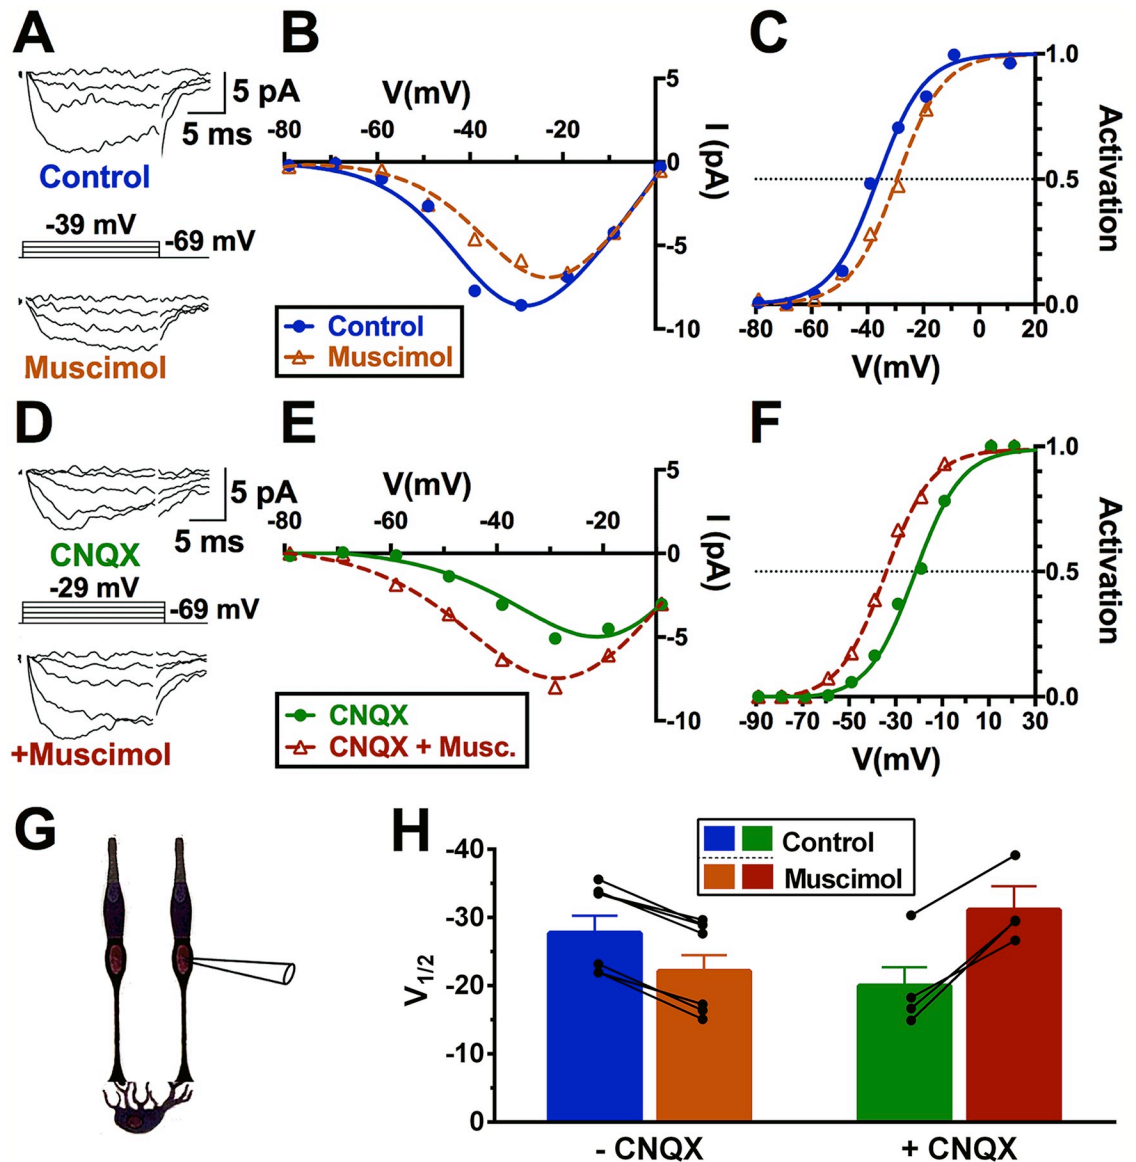 A
5 pA
5 ms
Control
-39 mV
-69 mV
Muscimol
B
V(mV)
-80 -60 -40 -20
5
0
-5
-10
I (pA)
Control
Muscimol
C
1.0
0.5
0.0
Activation
-80 -60 -40 -20 0 20
V(mV)
D
5 pA
5 ms
CNQX
-29 mV
-69 mV
+Muscimol
E
V(mV)
-80 -60 -40 -20
5
0
-5
-10
I (pA)
CNQX
CNQX + Musc.
F
1.0
0.5
0.0
Activation
-90 -70 -50 -30 -10 10 30
V(mV)
G
H
Control
Muscimol
-40
-30
-20
-10
0
V1/2
- CNQX + CNQX